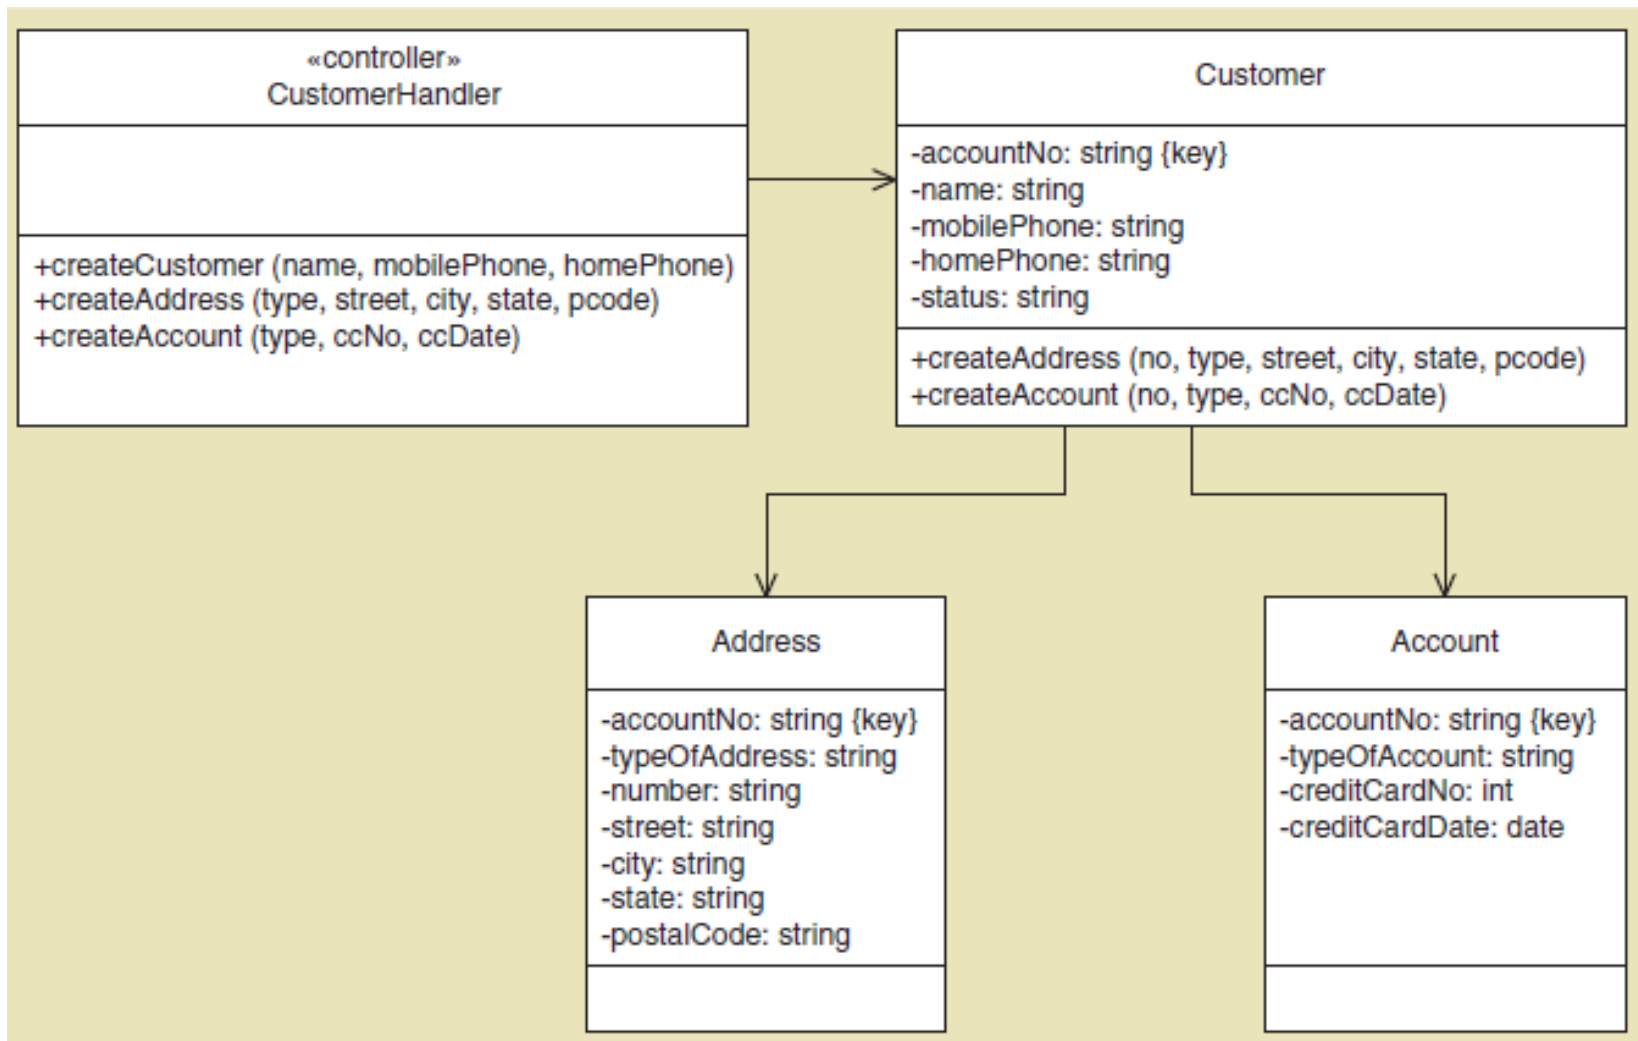 «controller»
CustomerHandler
+createCustomer (name, mobilePhone, homePhone)
+createAddress (type, street, city, state, pcode)
+createAccount (type, ccNo, ccDate)
Customer
-accountNo: string {key}
-name: string
-mobilePhone: string
-homePhone: string
-status: string
+createAddress (no, type, street, city, state, pcode)
+createAccount (no, type, ccNo, ccDate)
Address
-accountNo: string {key}
-typeOfAddress: string
-number: string
-street: string
-city: string
-state: string
-postalCode: string
Account
-accountNo: string {key}
-typeOfAccount: string
-creditCardNo: int
-creditCardDate: date